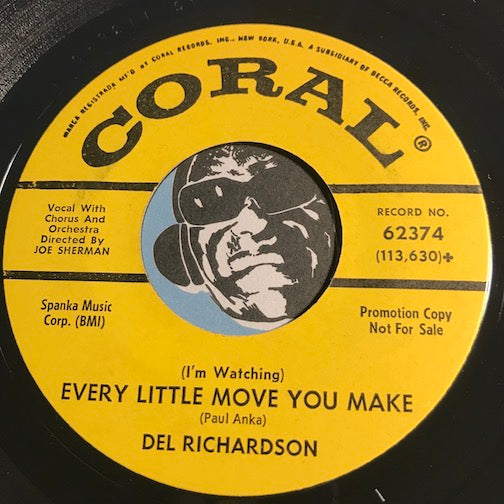 MARCA REGISTRADA MF'D BY CORAL RECORDS, INC., NEW YORK, U.S.A. A SUBSIDIARY OF DECCA RECORDS, INC.
CORAL®
Vocal With
Chorus And
Orchestra
Directed By
JOE SHERMAN
RECORD NO.
62374
(113,630)✤
Spanka Music
Corp. (BMI)
Promotion Copy
Not For Sale
(I'm Watching)
EVERY LITTLE MOVE YOU MAKE
(Paul Anka)
DEL RICHARDSON